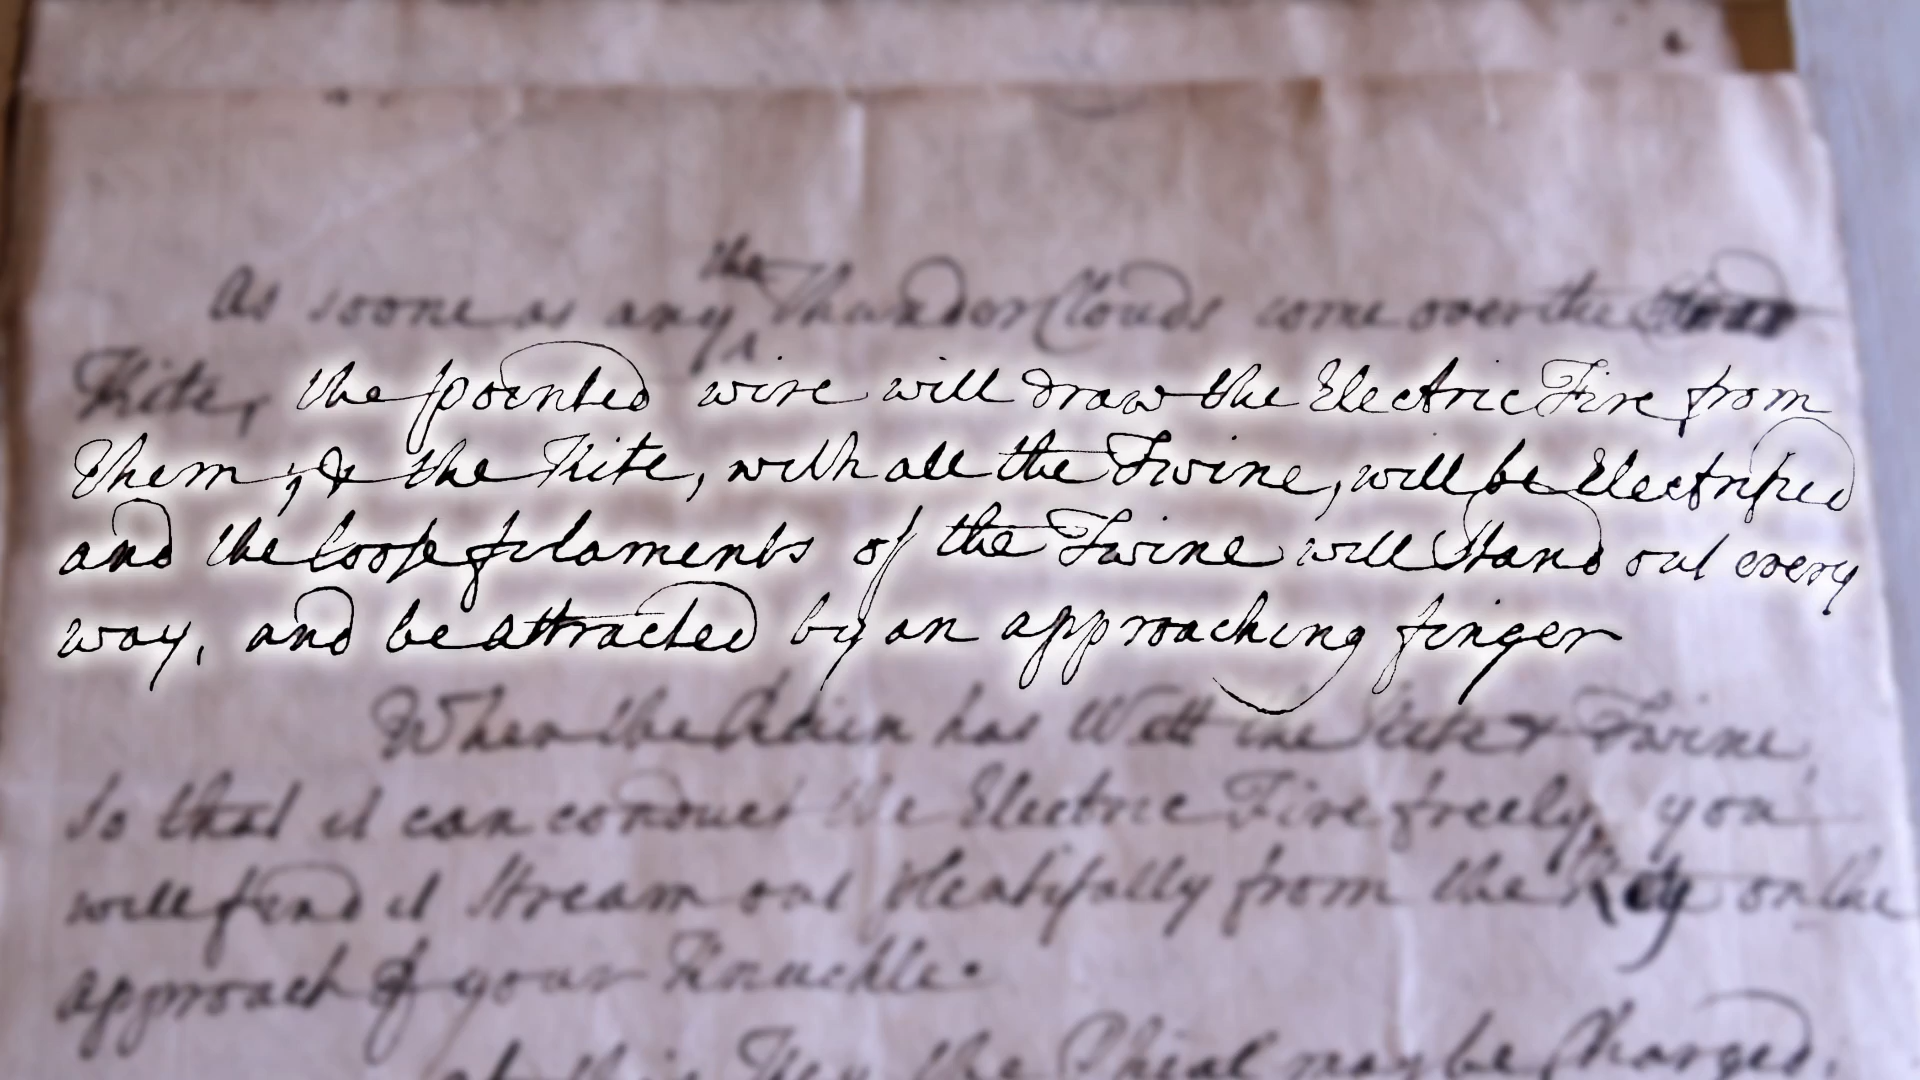 the
As soone as any Thunder Clouds come over the
Kite, the pointed wire will draw the Electric Fire from
Them, & the Kite, with all the Twine, will be Electrified
and the loose filaments of the Twine will stand out every
way, and be attracted by an approaching finger
When the Rain has Wett the Kite & Twine,
so that it can conduct the Electric Fire freely, you
will find it stream out plentifully from the Key on the
approach of your Knuckle.
at this Key the Phial may be Charged.